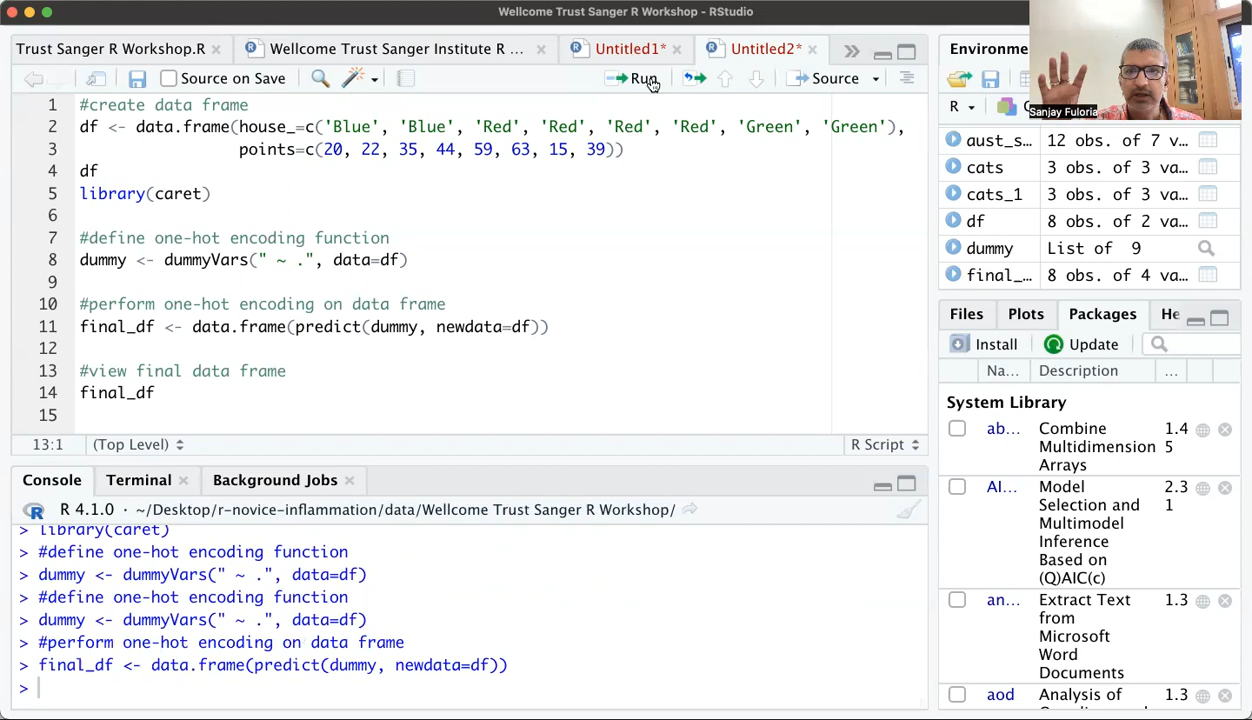 Wellcome Trust Sanger R Workshop - RStudio
Trust Sanger R Workshop.R
Wellcome Trust Sanger Institute R ...
Untitled1*
Untitled2*
Source on Save
Run
Source
1 #create data frame
2 df <- data.frame(house_=c('Blue', 'Blue', 'Red', 'Red', 'Red', 'Red', 'Green', 'Green'),
3 points=c(20, 22, 35, 44, 59, 63, 15, 39))
4 df
5 library(caret)
6
7 #define one-hot encoding function
8 dummy <- dummyVars(" ~ .", data=df)
9
10 #perform one-hot encoding on data frame
11 final_df <- data.frame(predict(dummy, newdata=df))
12
13 #view final data frame
14 final_df
15
13:1 (Top Level) R Script
Console Terminal Background Jobs
R 4.1.0 · ~/Desktop/r-novice-inflammation/data/Wellcome Trust Sanger R Workshop/
> library(caret)
> #define one-hot encoding function
> dummy <- dummyVars(" ~ .", data=df)
> #define one-hot encoding function
> dummy <- dummyVars(" ~ .", data=df)
> #perform one-hot encoding on data frame
> final_df <- data.frame(predict(dummy, newdata=df))
>
Environme
Sanjay Fuloria
R
aust_s... 12 obs. of 7 v...
cats 3 obs. of 3 va...
cats_1 3 obs. of 3 va...
df 8 obs. of 2 va...
dummy List of 9
final_... 8 obs. of 4 va...
Files Plots Packages He
Install Update
Na... Description ...
System Library
ab... Combine 1.4
Multidimension 5
Arrays
AI... Model 2.3
Selection and 1
Multimodel
Inference
Based on
(Q)AIC(c)
an... Extract Text 1.3
from
Microsoft
Word
Documents
aod Analysis of 1.3